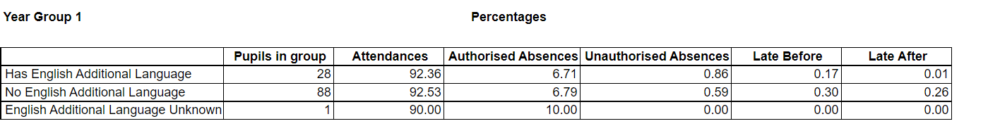 Year Group 1 Percentages
Pupils in group Attendances Authorised Absences Unauthorised Absences Late Before Late After
Has English Additional Language 28 92.36 6.71 0.86 0.17 0.01
No English Additional Language 88 92.53 6.79 0.59 0.30 0.26
English Additional Language Unknown 1 90.00 10.00 0.00 0.00 0.00